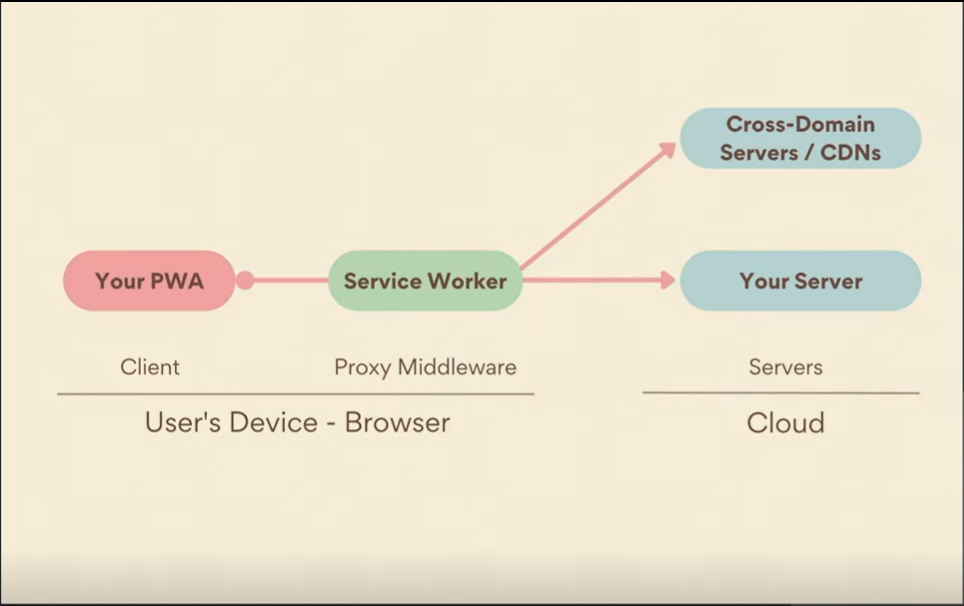 Cross-Domain
Servers / CDNs
Your PWA
Service Worker
Your Server
Client
Proxy Middleware
Servers
User's Device - Browser
Cloud